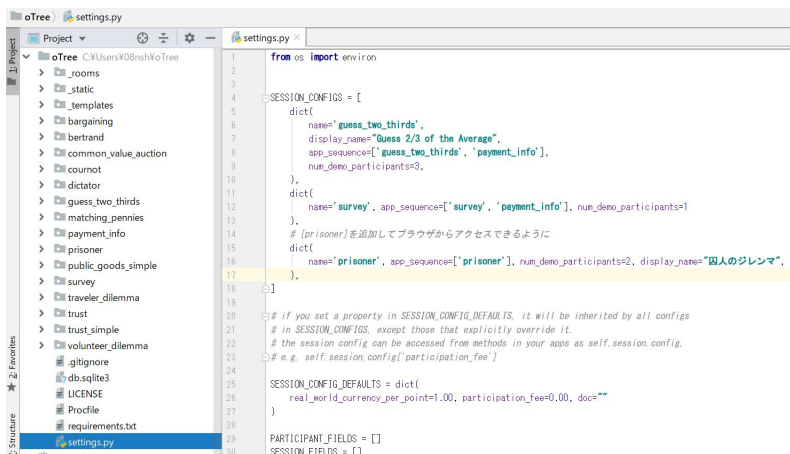 oTree settings.py
Project
settings.py
1: Project
oTree C:¥Users¥08nsh¥oTree
_rooms
_static
_templates
bargaining
bertrand
common_value_auction
cournot
dictator
guess_two_thirds
matching_pennies
payment_info
prisoner
public_goods_simple
survey
traveler_dilemma
trust
trust_simple
volunteer_dilemma
.gitignore
db.sqlite3
LICENSE
Procfile
requirements.txt
settings.py
Favorites
Structure
1 from os import environ
2
3
4 SESSION_CONFIGS = [
5 dict(
6 name='guess_two_thirds',
7 display_name="Guess 2/3 of the Average",
8 app_sequence=['guess_two_thirds', 'payment_info'],
9 num_demo_participants=3,
10 ),
11 dict(
12 name='survey', app_sequence=['survey', 'payment_info'], num_demo_participants=1
13 ),
14 # [prisoner]を追加してブラウザからアクセスできるように
15 dict(
16 name='prisoner', app_sequence=['prisoner'], num_demo_participants=2, display_name="囚人のジレンマ",
17 ),
18 ]
19
20 # if you set a property in SESSION_CONFIG_DEFAULTS, it will be inherited by all configs
21 # in SESSION_CONFIGS, except those that explicitly override it.
22 # the session config can be accessed from methods in your apps as self.session.config,
23 # e.g. self.session.config['participation_fee']
24
25 SESSION_CONFIG_DEFAULTS = dict(
26 real_world_currency_per_point=1.00, participation_fee=0.00, doc=""
27 )
28
29 PARTICIPANT_FIELDS = []
30 SESSION_FIELDS = []